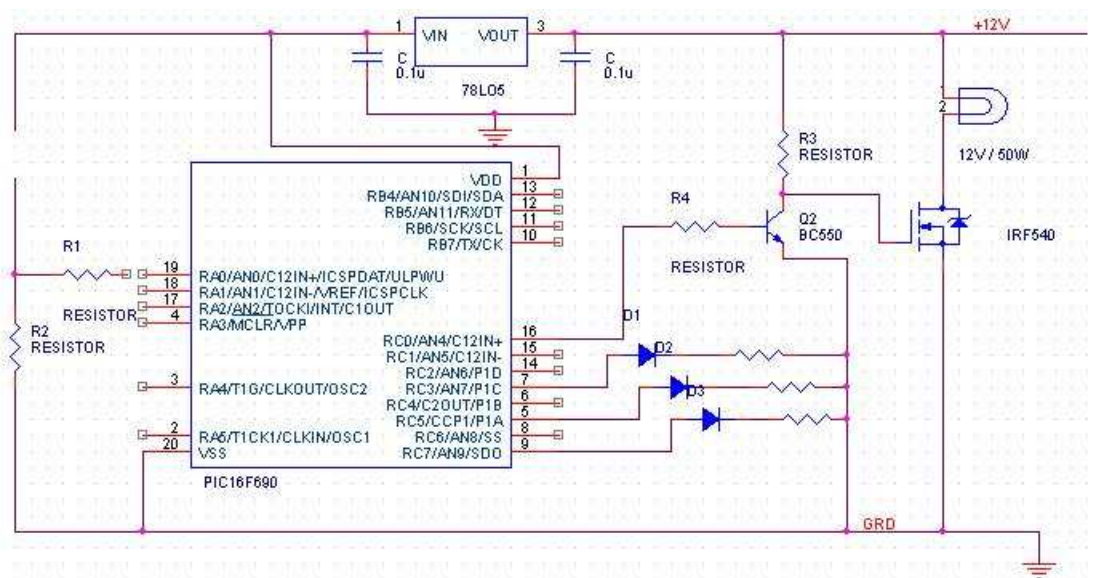 +12V
1
VIN
VOUT
3
C
0.1u
C
0.1u
78L05
2
12V / 50W
R3
RESISTOR
VDD
1
RB4/AN10/SDI/SDA
13
RB5/AN11/RX/DT
12
RB6/SCK/SCL
11
RB7/TX/CK
10
R4
RESISTOR
Q2
BC550
IRF540
R1
RESISTOR
19
RA0/AN0/C12IN+/ICSPDAT/ULPWU
18
RA1/AN1/C12IN-/VREF/ICSPCLK
17
RA2/AN2/TOCKI/INT/C1OUT
4
RA3/MCLR/VPP
R2
RESISTOR
RC0/AN4/C12IN+
16
RC1/AN5/C12IN-
15
RC2/AN6/P1D
14
3
RA4/T1G/CLKOUT/OSC2
RC3/AN7/P1C
7
RC4/C2OUT/P1B
6
RC5/CCP1/P1A
5
2
RA5/T1CK1/CLKIN/OSC1
RC6/AN8/SS
8
20
VSS
RC7/AN9/SDO
9
D1
D2
D3
PIC16F690
GRD